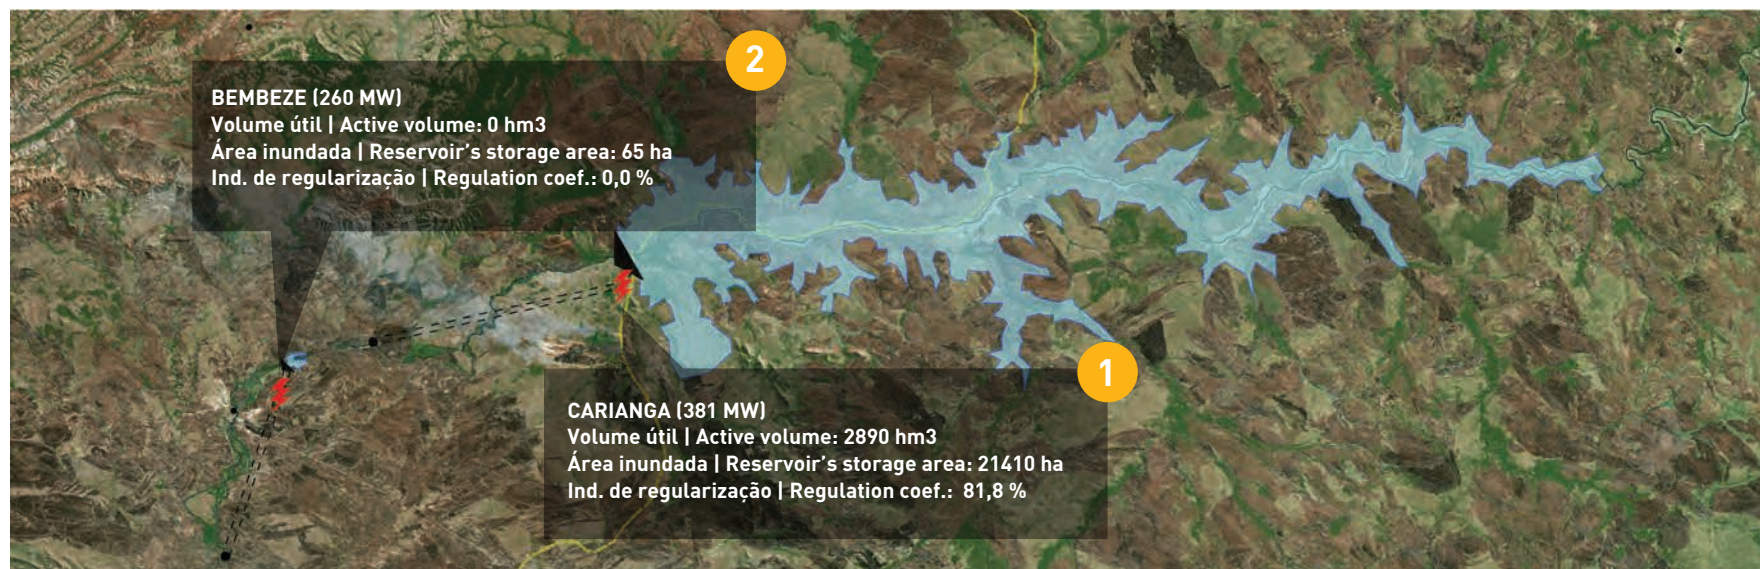 2
BEMBEZE (260 MW)
Volume útil | Active volume: 0 hm3
Área inundada | Reservoir's storage area: 65 ha
Ind. de regularização | Regulation coef.: 0,0 %
1
CARIANGA (381 MW)
Volume útil | Active volume: 2890 hm3
Área inundada | Reservoir's storage area: 21410 ha
Ind. de regularização | Regulation coef.: 81,8 %